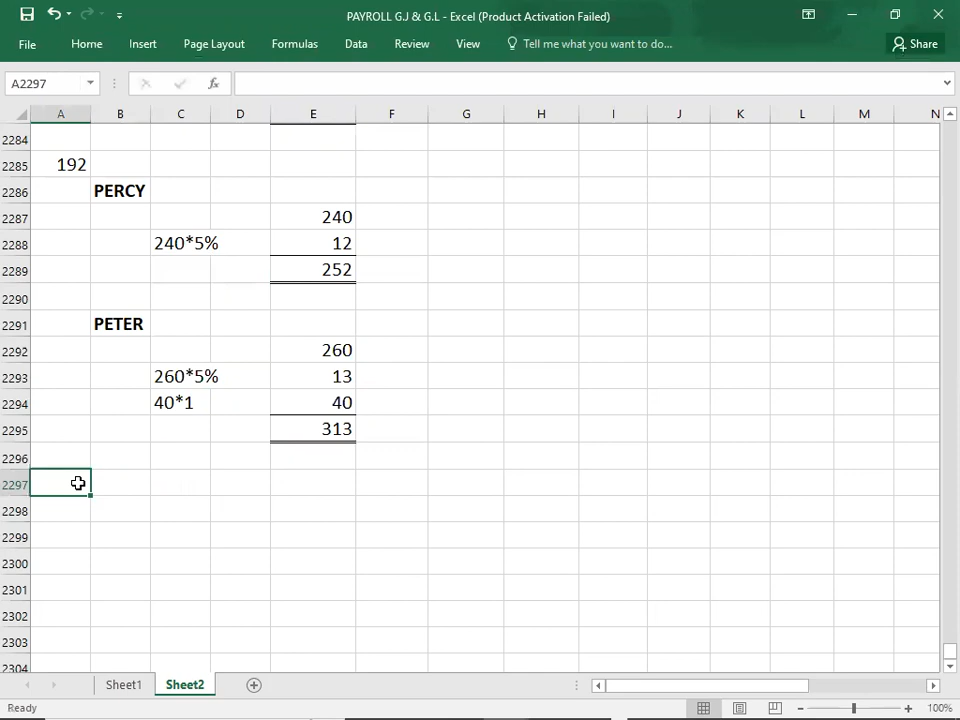 PAYROLL G.J & G.L - Excel (Product Activation Failed)
File Home Insert Page Layout Formulas Data Review View Tell me what you want to do... Share
A2297 fx
A B C D E F G H I J K L M N
2284
2285 192
2286 PERCY
2287 240
2288 240*5% 12
2289 252
2290
2291 PETER
2292 260
2293 260*5% 13
2294 40*1 40
2295 313
2296
2297
2298
2299
2300
2301
2302
2303
2304
Sheet1 Sheet2
Ready 100%